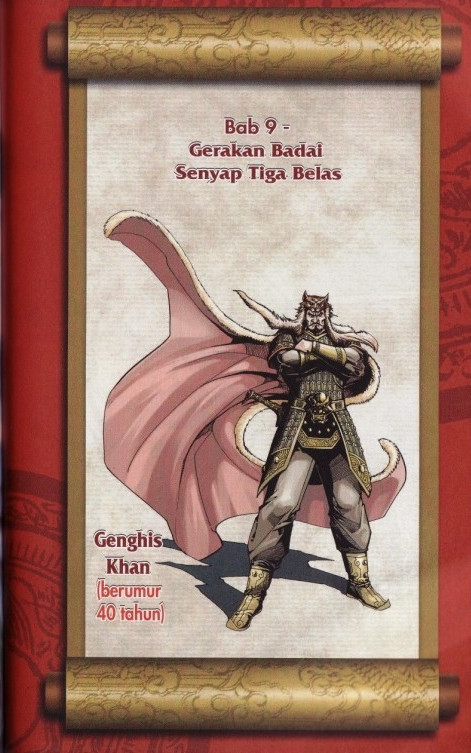 Bab 9 -
Gerakan Badai
Senyap Tiga Belas
Genghis
Khan
(berumur
40 tahun)